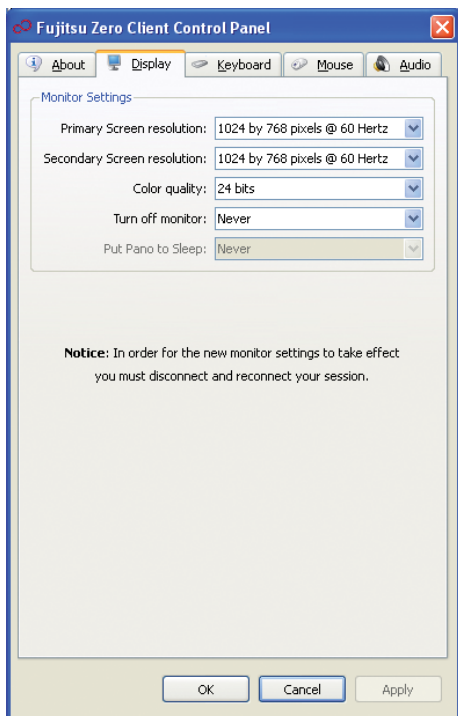 Fujitsu Zero Client Control Panel
About Display Keyboard Mouse Audio
Monitor Settings
Primary Screen resolution: 1024 by 768 pixels @ 60 Hertz
Secondary Screen resolution: 1024 by 768 pixels @ 60 Hertz
Color quality: 24 bits
Turn off monitor: Never
Put Pano to Sleep: Never
Notice: In order for the new monitor settings to take effect
you must disconnect and reconnect your session.
OK Cancel Apply